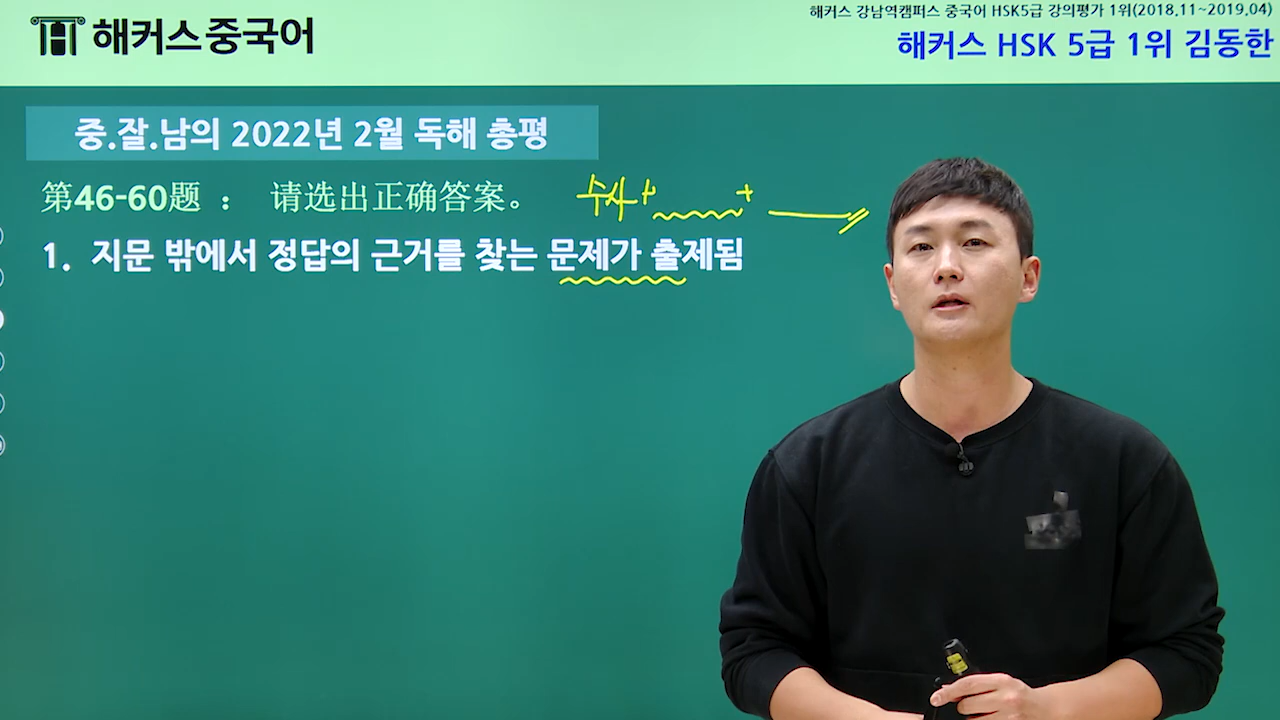 해커스중국어
해커스 강남역캠퍼스 중국어 HSK5급 강의평가 1위(2018.11~2019.04)
해커스 HSK 5급 1위 김동한
중.잘.남의 2022년 2월 독해 총평
第46-60题 : 请选出正确答案。
수사 + +
1. 지문 밖에서 정답의 근거를 찾는 문제가 출제됨